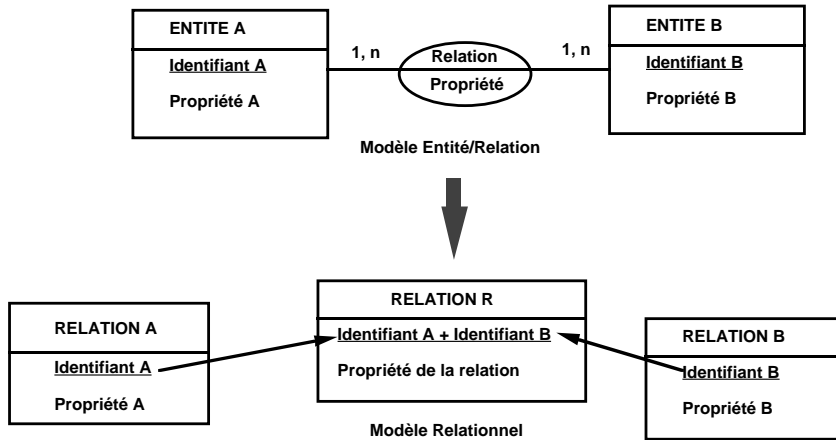 ENTITE A
Identifiant A
Propriété A
1, n
Relation
Propriété
1, n
ENTITE B
Identifiant B
Propriété B
Modèle Entité/Relation
RELATION A
Identifiant A
Propriété A
RELATION R
Identifiant A + Identifiant B
Propriété de la relation
RELATION B
Identifiant B
Propriété B
Modèle Relationnel